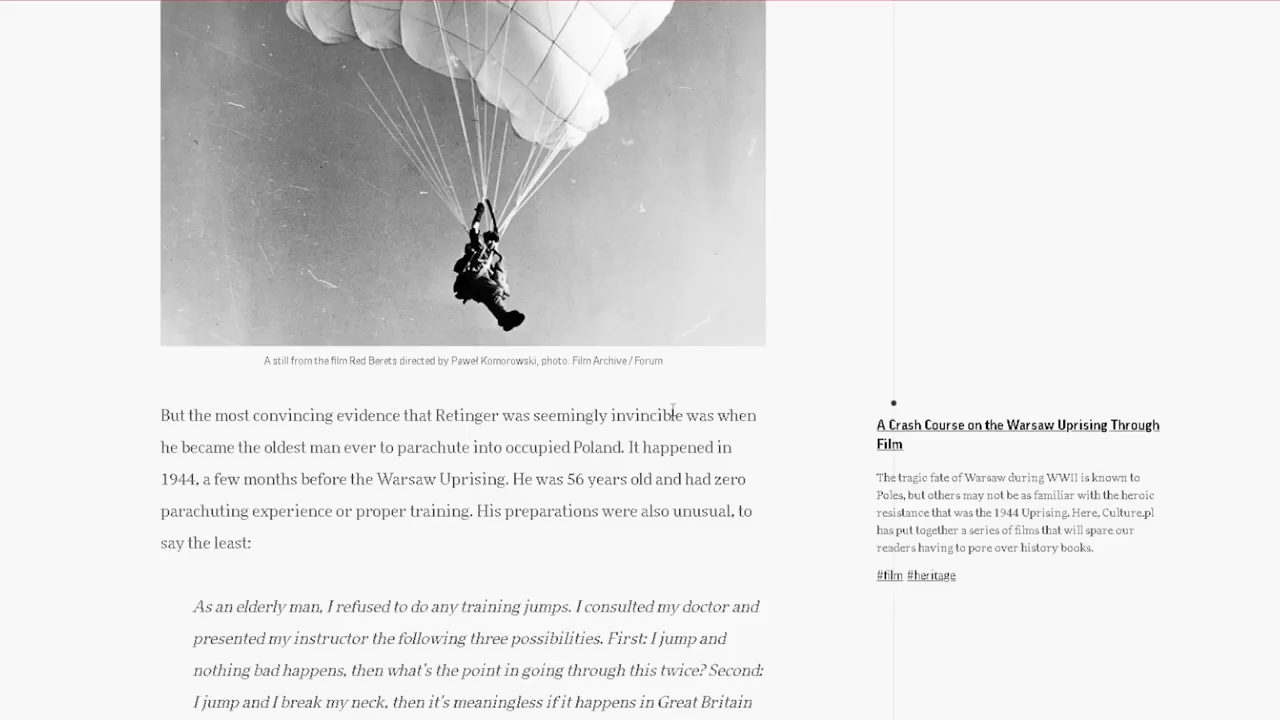 A still from the film Red Berets directed by Paweł Komorowski, photo: Film Archive / Forum
But the most convincing evidence that Retinger was seemingly invincible was when
he became the oldest man ever to parachute into occupied Poland. It happened in
1944, a few months before the Warsaw Uprising. He was 56 years old and had zero
parachuting experience or proper training. His preparations were also unusual, to
say the least:
As an elderly man, I refused to do any training jumps. I consulted my doctor and
presented my instructor the following three possibilities. First: I jump and
nothing bad happens, then what's the point in going through this twice? Second:
I jump and I break my neck, then it's meaningless if it happens in Great Britain
A Crash Course on the Warsaw Uprising Through
Film
The tragic fate of Warsaw during WWII is known to
Poles, but others may not be as familiar with the heroic
resistance that was the 1944 Uprising. Here, Culture.pl
has put together a series of films that will spare our
readers having to pore over history books.
#film #heritage